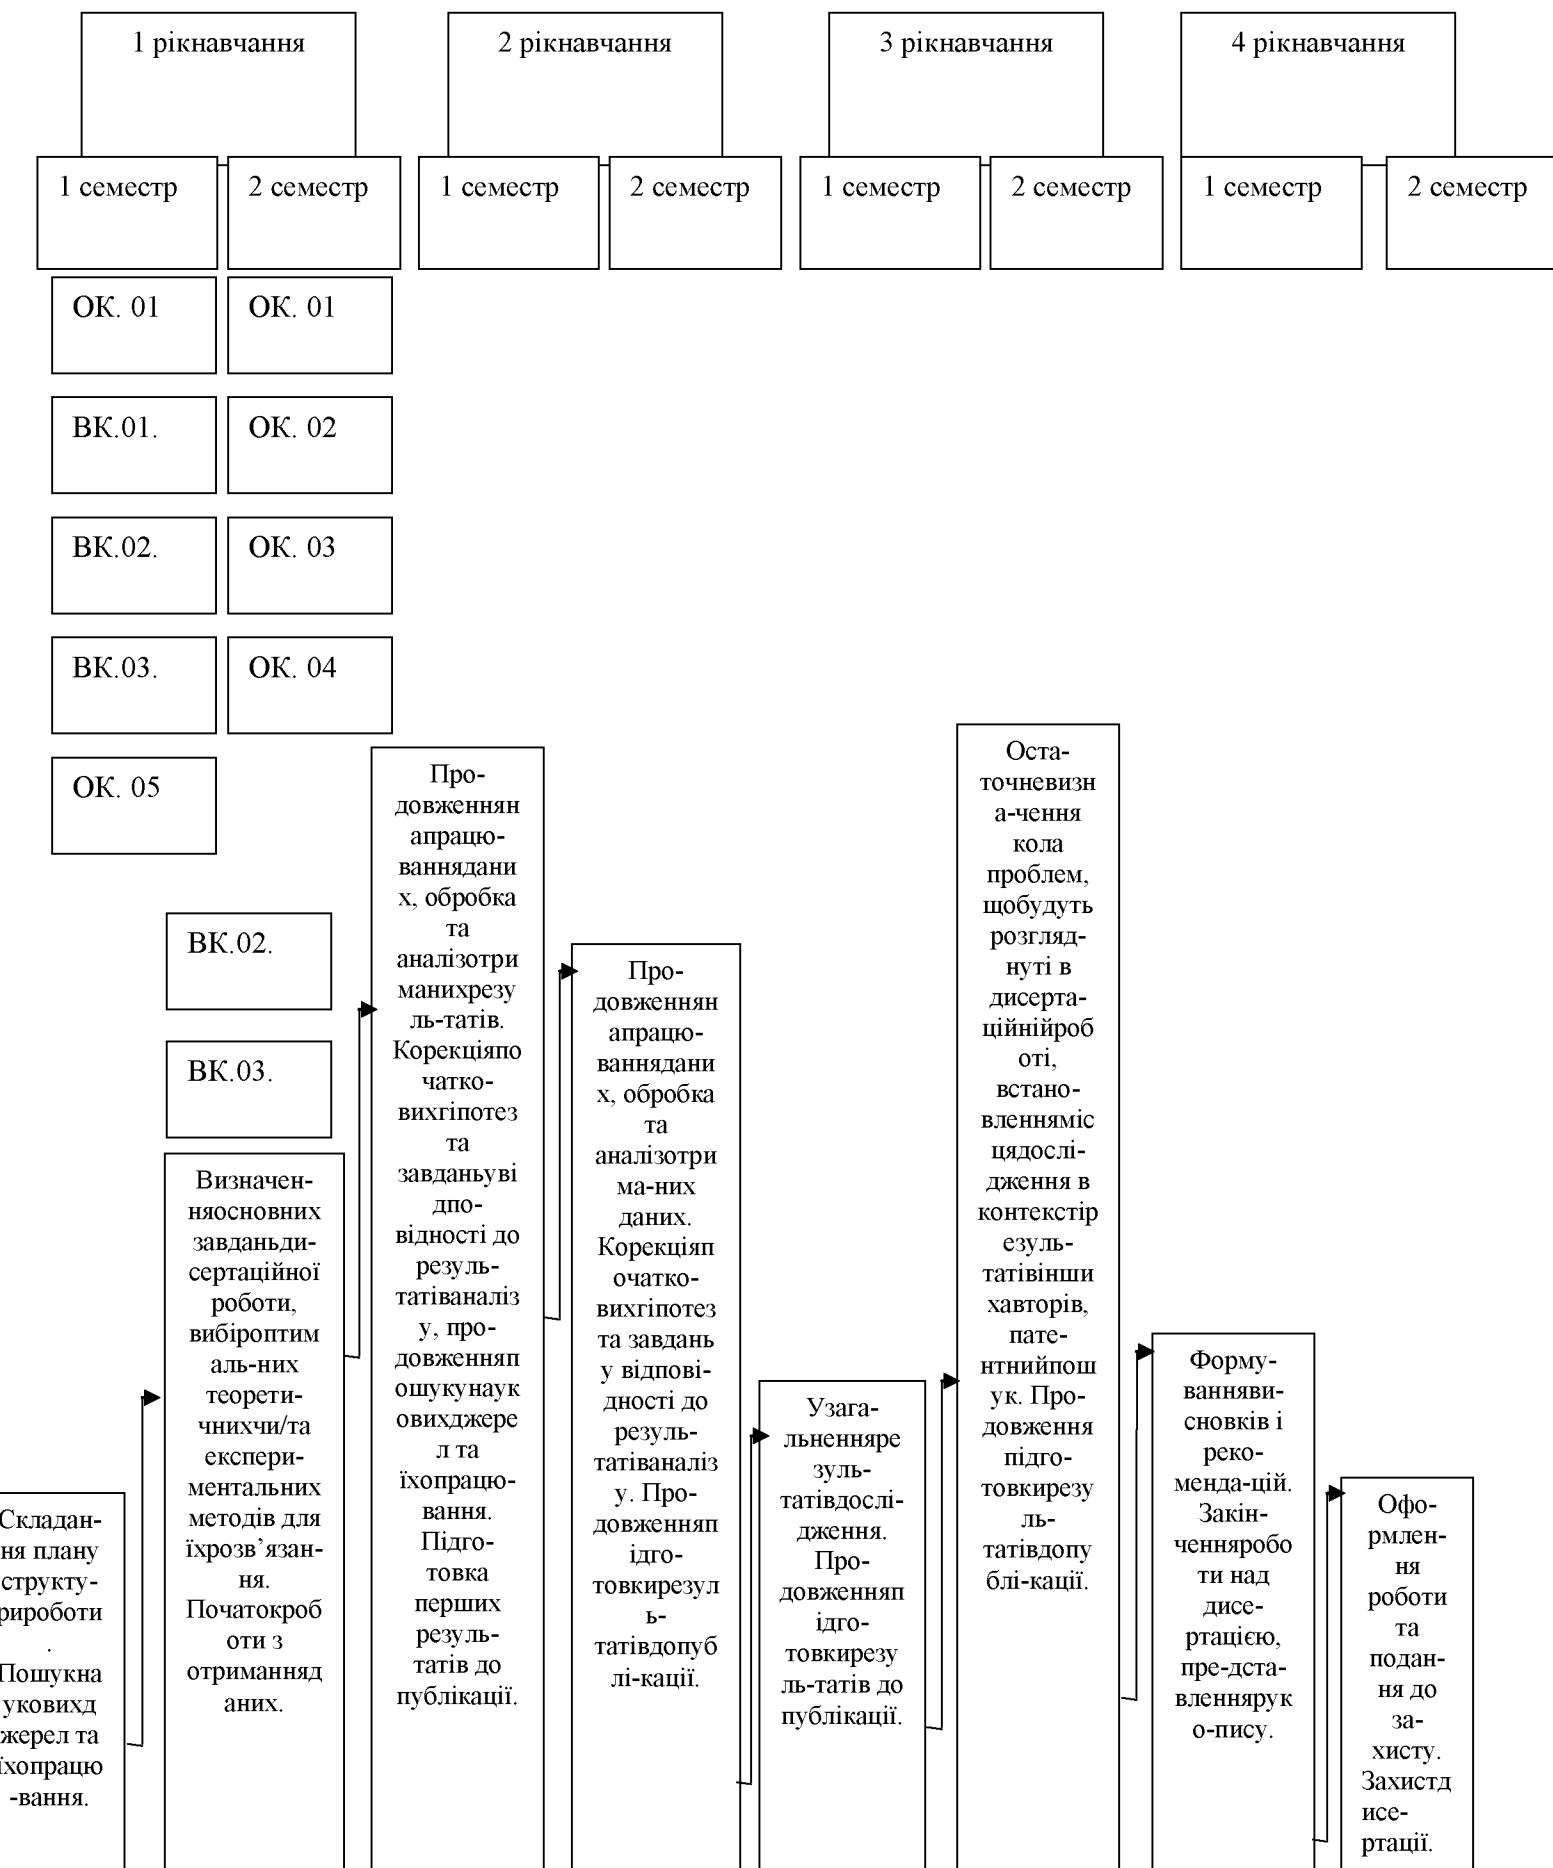 1 рікнавчання
2 рікнавчання
3 рікнавчання
4 рікнавчання
1 семестр
2 семестр
1 семестр
2 семестр
1 семестр
2 семестр
1 семестр
2 семестр
ОК. 01
ОК. 01
ВК.01.
ОК. 02
ВК.02.
ОК. 03
ВК.03.
ОК. 04
ОК. 05
ВК.02.
ВК.03.
Складан-
ня плану
структу-
рироботи
.
Пошукна
уковихд
жерел та
їхопрацю
-вання.
Визначен-
няосновних
завданьди-
сертаційної
роботи,
вибіроптим
аль-них
теорети-
чнихчи/та
експери-
ментальних
методів для
їхрозв’язан-
ня.
Початокроб
оти з
отриманняд
аних.
Про-
довженнян
апрацю-
ваннядани
х, обробка
та
аналізотри
манихрезу
ль-татів.
Корекціяпо
чатко-
вихгіпотез
та
завданьуві
дпо-
відності до
резуль-
татіваналіз
у, про-
довженняп
ошукунаук
овихджере
л та
їхопрацю-
вання.
Підго-
товка
перших
резуль-
татів до
публікації.
Про-
довженнян
апрацю-
ваннядани
х, обробка
та
аналізотри
ма-них
даних.
Корекціяп
очатко-
вихгіпотез
та завдань
у відпові-
дності до
резуль-
татіваналіз
у. Про-
довженняп
ідго-
товкирезул
ь-
татівдопуб
лі-кації.
Узага-
льненняре
зуль-
татівдослі-
дження.
Про-
довженняп
ідго-
товкирезу
ль-татів до
публікації.
Оста-
точневизн
а-чення
кола
проблем,
щобудуть
розгляд-
нуті в
дисерта-
ційнійроб
оті,
встано-
вленняміс
цядослі-
дження в
контекстір
езуль-
татівінши
хавторів,
пате-
нтнийпош
ук. Про-
довження
підго-
товкирезу
ль-
татівдопу
блі-кації.
Форму-
ванняви-
сновків і
реко-
менда-цій.
Закін-
ченняробо
ти над
дисе-
ртацією,
пре-дста-
вленнярук
о-пису.
Офо-
рмлен-
ня
роботи
та
подан-
ня до
за-
хисту.
Захистд
исе-
ртації.